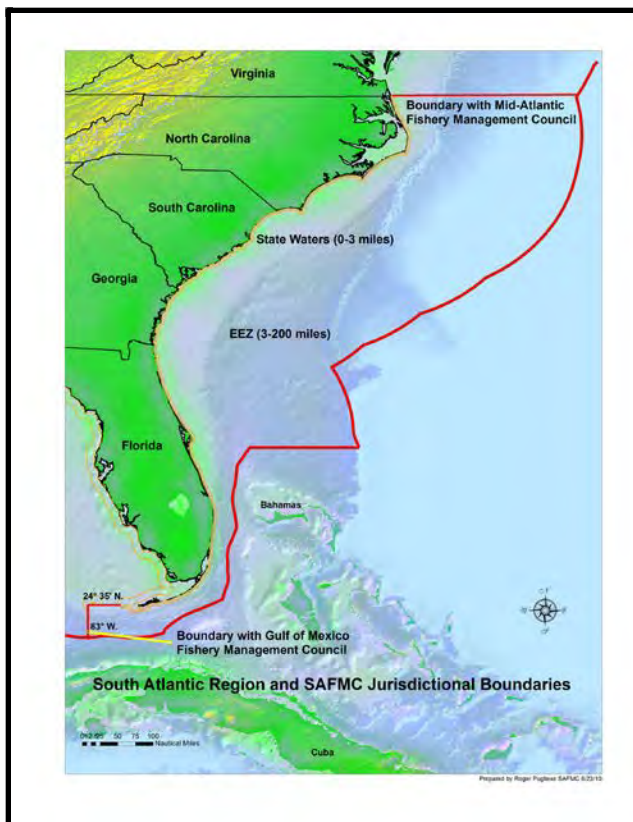 Virginia
Boundary with Mid-Atlantic
Fishery Management Council
North Carolina
South Carolina
State Waters (0-3 miles)
Georgia
EEZ (3-200 miles)
Florida
Bahamas
24° 35' N.
83° W.
Boundary with Gulf of Mexico
Fishery Management Council
South Atlantic Region and SAFMC Jurisdictional Boundaries
50 75 100
Nautical Miles
Cuba
Prepared by Roger Pugliese SAFMC